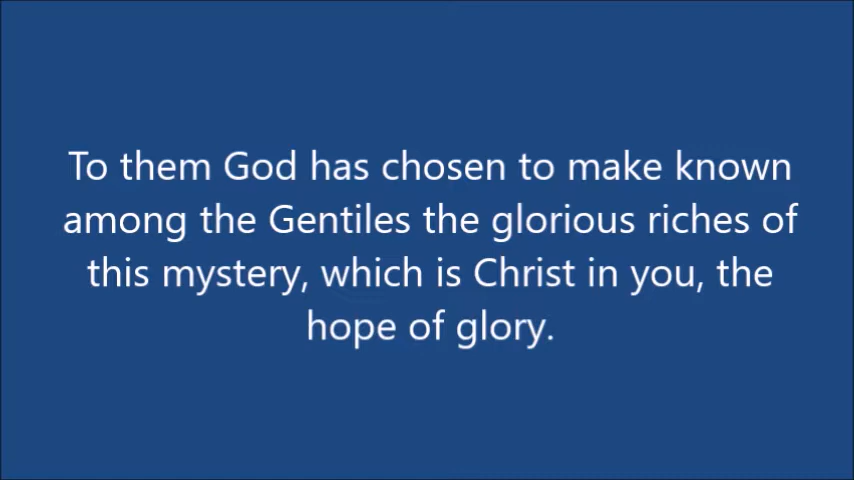 To them God has chosen to make known
among the Gentiles the glorious riches of
this mystery, which is Christ in you, the
hope of glory.